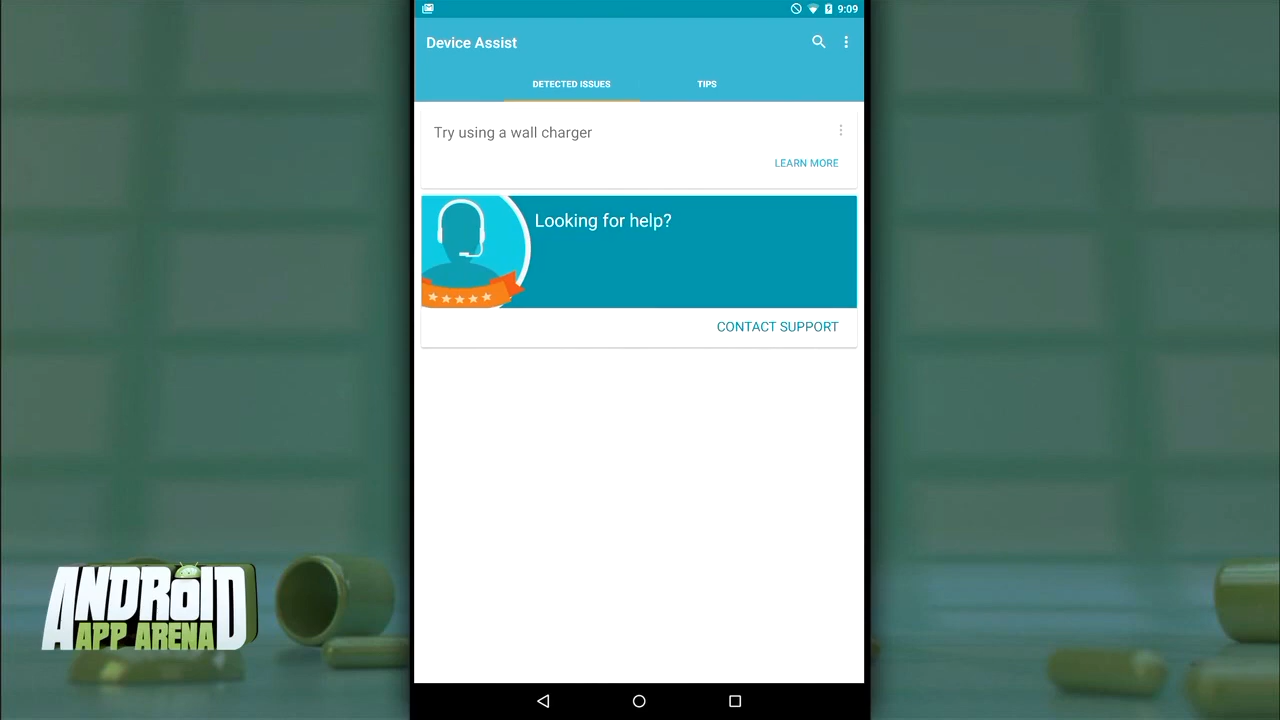 9:09
Device Assist
DETECTED ISSUES
TIPS
Try using a wall charger
LEARN MORE
Looking for help?
CONTACT SUPPORT
ANDROID
APP ARENA